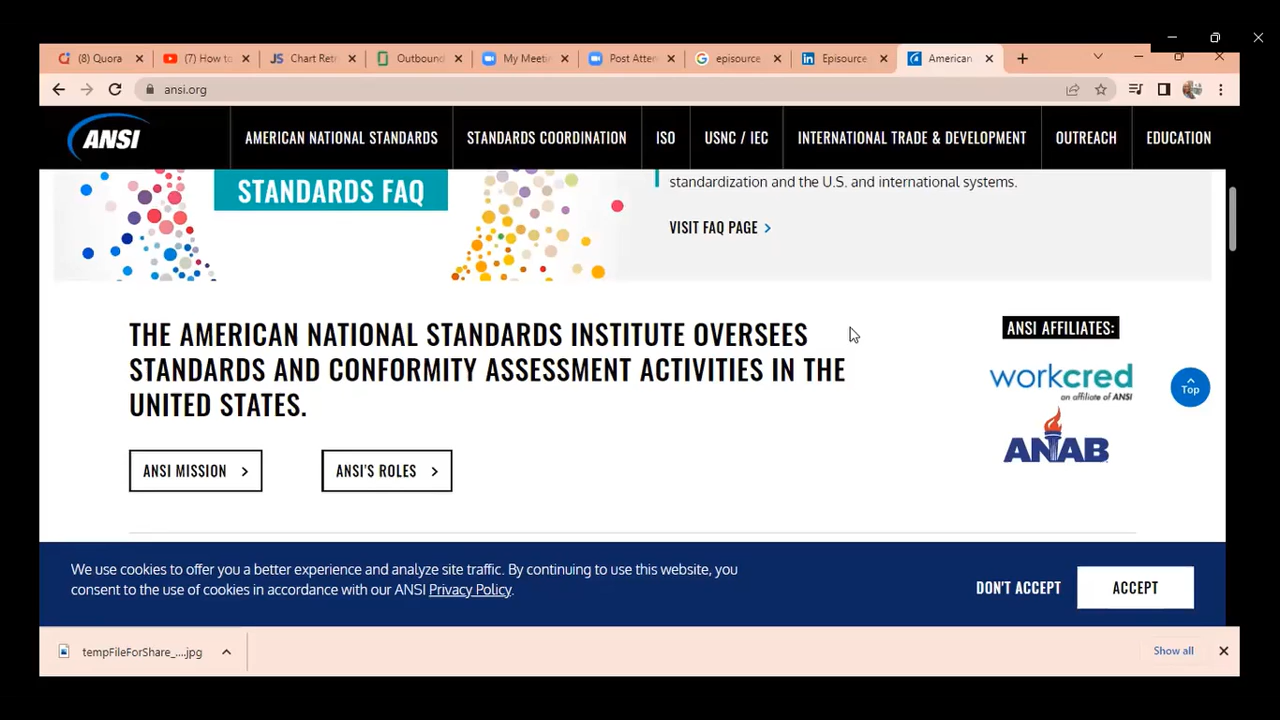 (8) Quora
(7) How to
Chart Retr
Outbound
My Meeti
Post Atten
episource
Episource
American
ansi.org
ANSI
AMERICAN NATIONAL STANDARDS
STANDARDS COORDINATION
ISO
USNC / IEC
INTERNATIONAL TRADE & DEVELOPMENT
OUTREACH
EDUCATION
STANDARDS FAQ
standardization and the U.S. and international systems.
VISIT FAQ PAGE >
THE AMERICAN NATIONAL STANDARDS INSTITUTE OVERSEES
STANDARDS AND CONFORMITY ASSESSMENT ACTIVITIES IN THE
UNITED STATES.
ANSI MISSION >
ANSI'S ROLES >
ANSI AFFILIATES:
workcred
an affiliate of ANSI
ANAB
Top
We use cookies to offer you a better experience and analyze site traffic. By continuing to use this website, you
consent to the use of cookies in accordance with our ANSI Privacy Policy.
DON'T ACCEPT
ACCEPT
tempFileForShare_....jpg
Show all